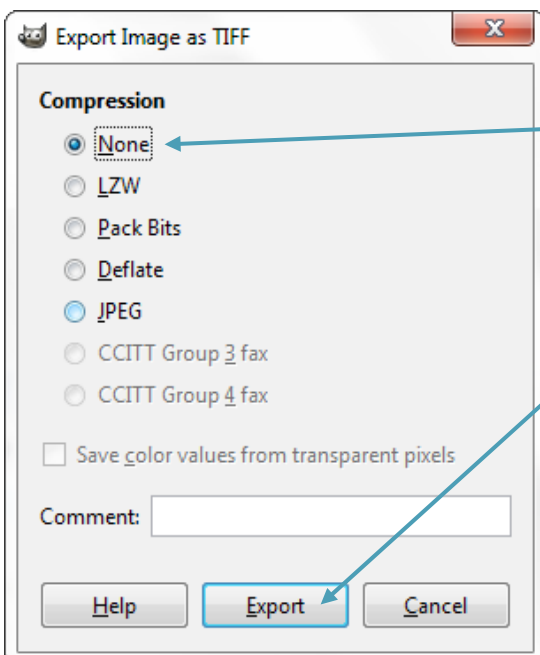 Export Image as TIFF
X
Compression
None
LZW
Pack Bits
Deflate
JPEG
CCITT Group 3 fax
CCITT Group 4 fax
Save color values from transparent pixels
Comment:
Help Export Cancel